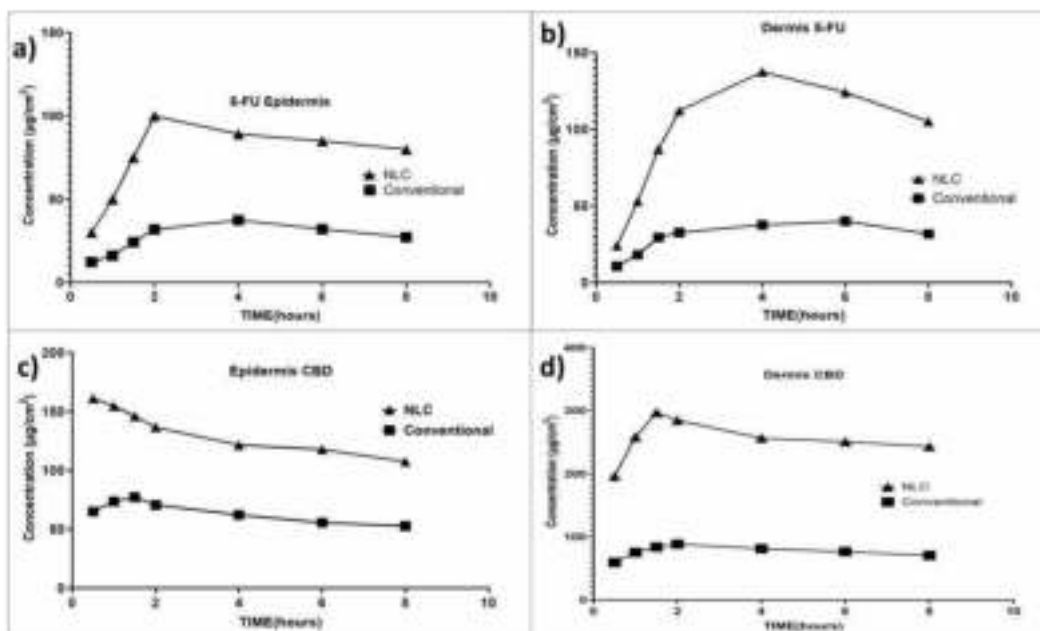 a)
5-FU Epidermis
Concentration (µg/cm²)
150
100
50
0
NLC
Conventional
0 2 4 6 8 10
TIME(hours)
b)
Dermis 5-FU
Concentration (µg/cm²)
150
100
50
0
NLC
Conventional
0 2 4 6 8 10
TIME(hours)
c)
Epidermis CBD
Concentration (µg/cm²)
200
150
100
50
0
NLC
Conventional
0 2 4 6 8 10
TIME(hours)
d)
Dermis CBD
Concentration (µg/cm²)
400
300
200
100
0
NLC
Conventional
0 2 4 6 8 10
TIME(hours)